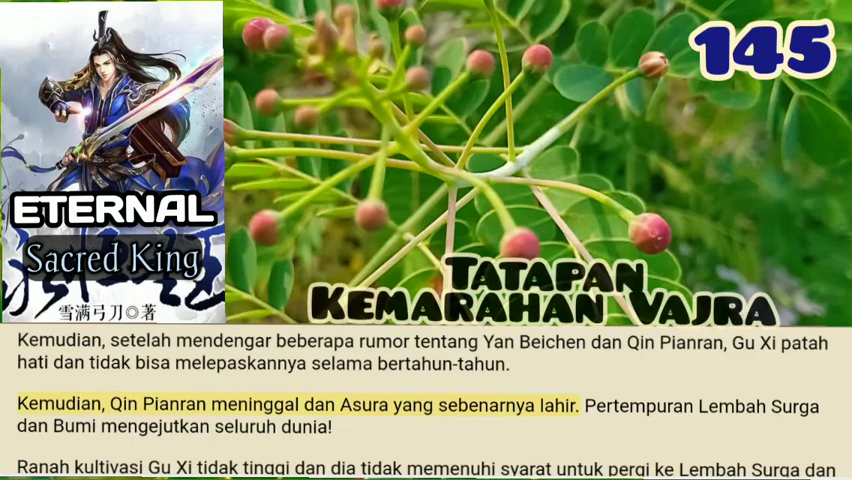 145
ETERNAL
Sacred King
雪满弓刀◎著
TATAPAN
KEMARAHAN VAJRA
Kemudian, setelah mendengar beberapa rumor tentang Yan Beichen dan Qin Pianran, Gu Xi patah
hati dan tidak bisa melepaskannya selama bertahun-tahun.
Kemudian, Qin Pianran meninggal dan Asura yang sebenarnya lahir. Pertempuran Lembah Surga
dan Bumi mengejutkan seluruh dunia!
Ranah kultivasi Gu Xi tidak tinggi dan dia tidak memenuhi syarat untuk pergi ke Lembah Surga dan